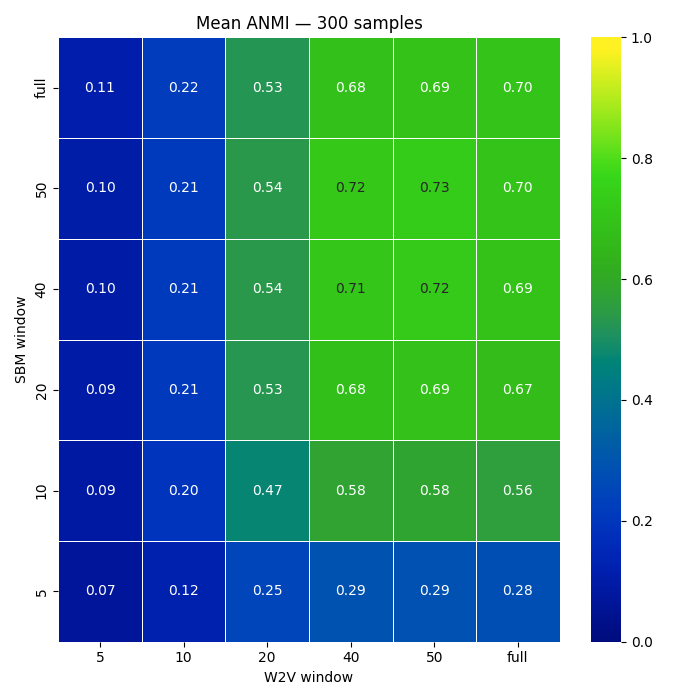 Mean ANMI — 300 samples
1.0
full 0.11 0.22 0.53 0.68 0.69 0.70
0.8
50 0.10 0.21 0.54 0.72 0.73 0.70
SBM window
40 0.10 0.21 0.54 0.71 0.72 0.69
0.6
20 0.09 0.21 0.53 0.68 0.69 0.67
0.4
10 0.09 0.20 0.47 0.58 0.58 0.56
0.2
5 0.07 0.12 0.25 0.29 0.29 0.28
0.0
5 10 20 40 50 full
W2V window